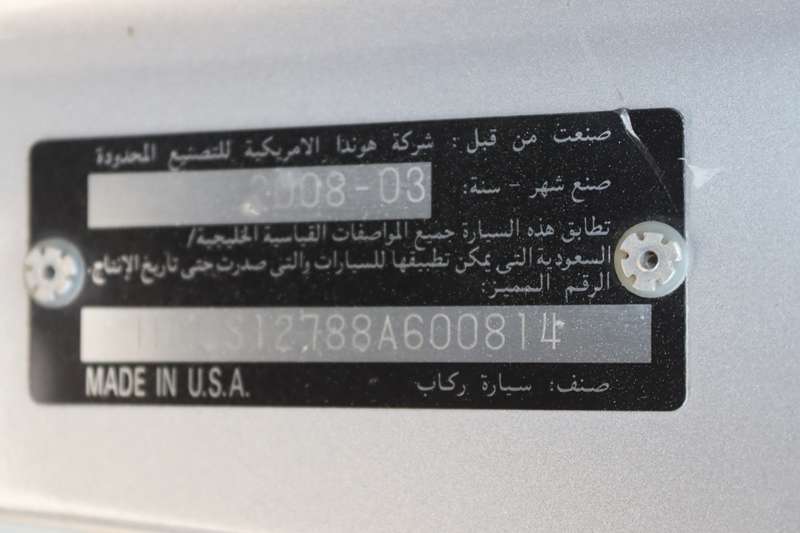 صنعت من قبل: شركة هوندا الامريكية للتصنيع المحدودة
صنع شهر - سنة: 2008-03
تطابق هذه السيارة جميع المواصفات القياسية الخليجية/
السعودية التي يمكن تطبيقها للسيارات والتي صدرت حتى تاريخ الإنتاج.
الرقم المميز:
S12788A600814
صنف: سيارة ركاب
MADE IN U.S.A.